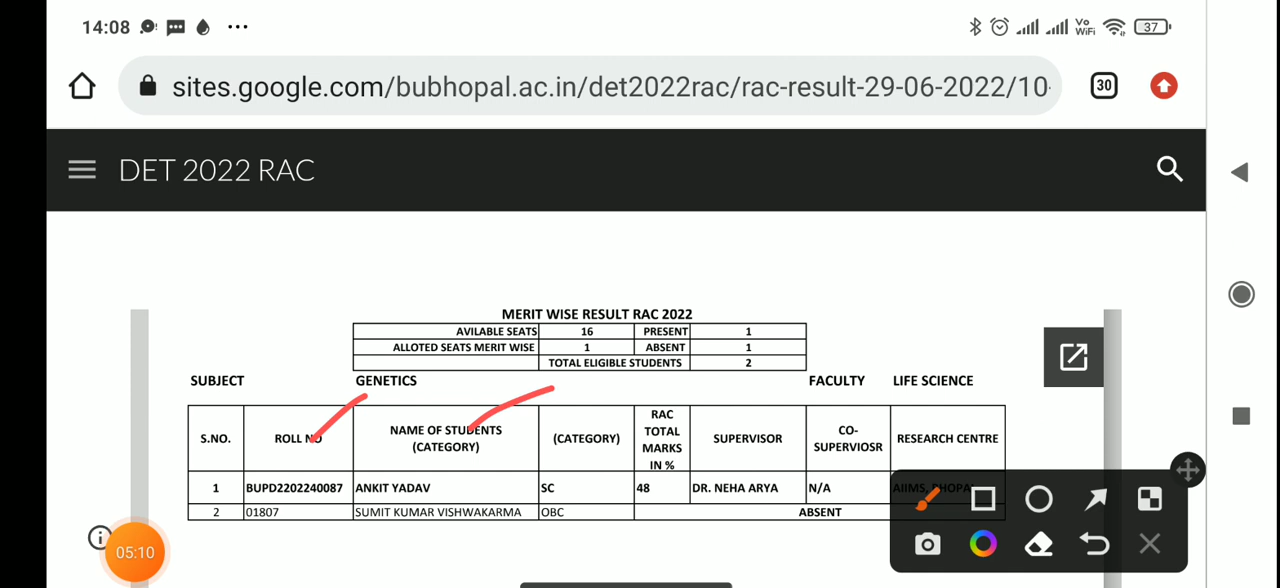 14:08
Vo WiFi 37
sites.google.com/bubhopal.ac.in/det2022rac/rac-result-29-06-2022/10
30
DET 2022 RAC
MERIT WISE RESULT RAC 2022
AVILABLE SEATS 16 PRESENT 1
ALLOTED SEATS MERIT WISE 1 ABSENT 1
TOTAL ELIGIBLE STUDENTS 2
SUBJECT GENETICS FACULTY LIFE SCIENCE
S.NO. ROLL NO NAME OF STUDENTS (CATEGORY) (CATEGORY) RAC TOTAL MARKS IN % SUPERVISOR CO-SUPERVIOSR RESEARCH CENTRE
1 BUPD2202240087 ANKIT YADAV SC 48 DR. NEHA ARYA N/A AIIMS, BHOPAL
2 01807 SUMIT KUMAR VISHWAKARMA OBC ABSENT
05:10